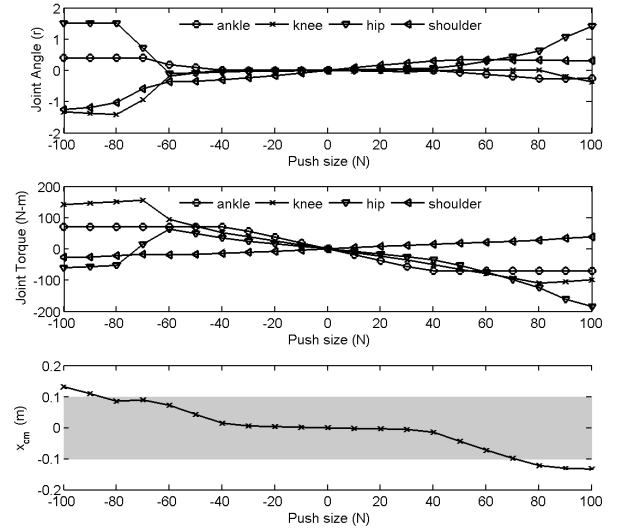 2
1
0
-1
2
Joint Angle (r)
ankle knee hip shoulder
-100 -80 -60 -40 -20 0 20 40 60 80 100
Push size (N)
200
100
0
-100
-200
Joint Torque (N-m)
ankle knee hip shoulder
-100 -80 -60 -40 -20 0 20 40 60 80 100
Push size (N)
0.2
0.1
0
-0.1
-0.2
x_cm (m)
-100 -80 -60 -40 -20 0 20 40 60 80 100
Push size (N)